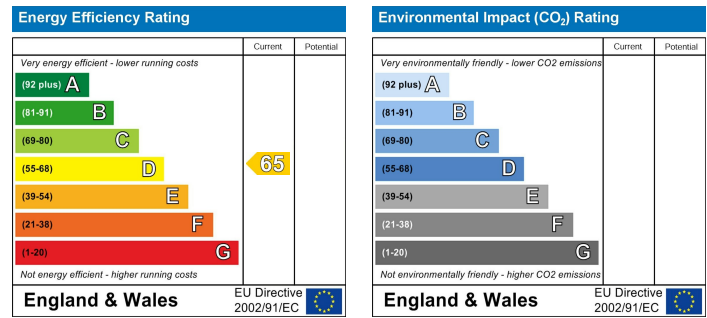 Energy Efficiency Rating
Current Potential
Very energy efficient - lower running costs
(92 plus) A
(81-91) B
(69-80) C
(55-68) D 65
(39-54) E
(21-38) F
(1-20) G
Not energy efficient - higher running costs
England & Wales
EU Directive
2002/91/EC
Environmental Impact (CO₂) Rating
Current Potential
Very environmentally friendly - lower CO2 emissions
(92 plus) A
(81-91) B
(69-80) C
(55-68) D
(39-54) E
(21-38) F
(1-20) G
Not environmentally friendly - higher CO2 emissions
England & Wales
EU Directive
2002/91/EC